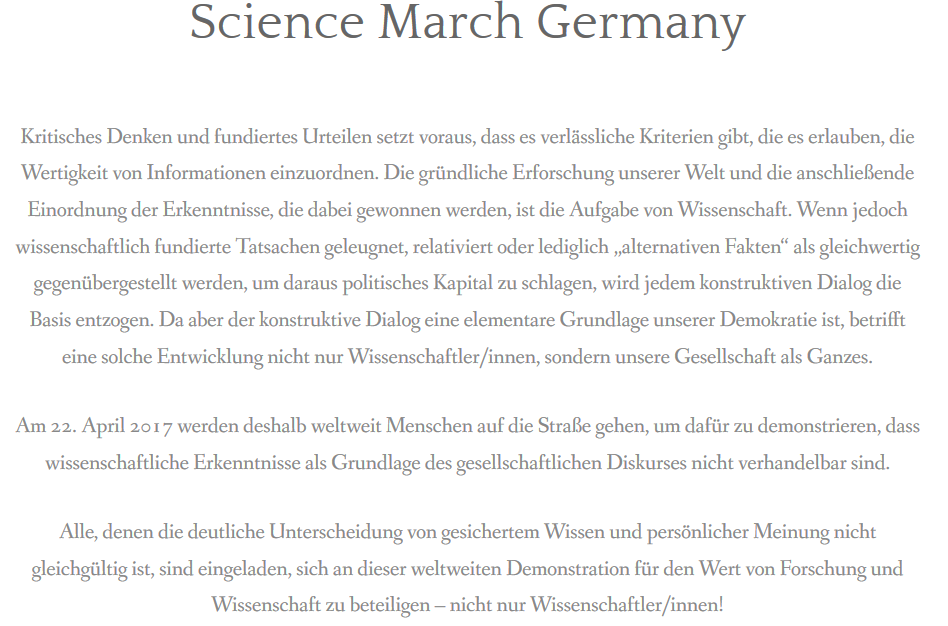 Science March Germany
Kritisches Denken und fundiertes Urteilen setzt voraus, dass es verlässliche Kriterien gibt, die es erlauben, die
Wertigkeit von Informationen einzuordnen. Die gründliche Erforschung unserer Welt und die anschließende
Einordnung der Erkenntnisse, die dabei gewonnen werden, ist die Aufgabe von Wissenschaft. Wenn jedoch
wissenschaftlich fundierte Tatsachen geleugnet, relativiert oder lediglich „alternativen Fakten“ als gleichwertig
gegenübergestellt werden, um daraus politisches Kapital zu schlagen, wird jedem konstruktiven Dialog die
Basis entzogen. Da aber der konstruktive Dialog eine elementare Grundlage unserer Demokratie ist, betrifft
eine solche Entwicklung nicht nur Wissenschaftler/innen, sondern unsere Gesellschaft als Ganzes.
Am 22. April 2017 werden deshalb weltweit Menschen auf die Straße gehen, um dafür zu demonstrieren, dass
wissenschaftliche Erkenntnisse als Grundlage des gesellschaftlichen Diskurses nicht verhandelbar sind.
Alle, denen die deutliche Unterscheidung von gesichertem Wissen und persönlicher Meinung nicht
gleichgültig ist, sind eingeladen, sich an dieser weltweiten Demonstration für den Wert von Forschung und
Wissenschaft zu beteiligen – nicht nur Wissenschaftler/innen!